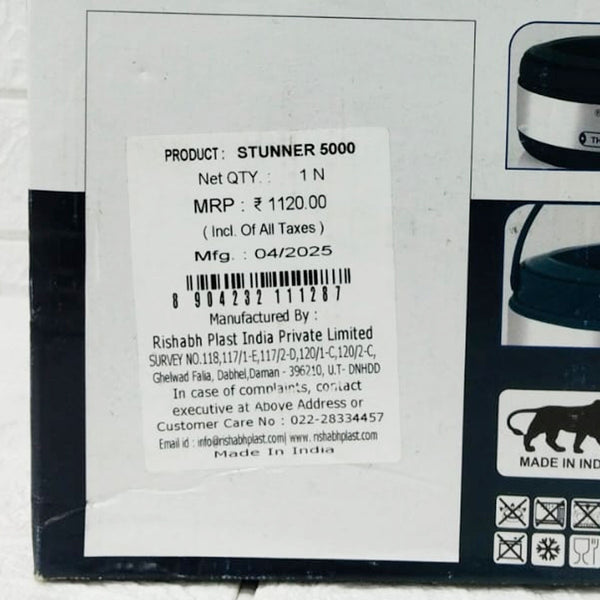 PRODUCT : STUNNER 5000
Net QTY. : 1 N
MRP : ₹ 1120.00
( Incl. Of All Taxes )
Mfg. : 04/2025
8 904232 111287
Manufactured By :
Rishabh Plast India Private Limited
SURVEY NO.118,117/1-E,117/2-D,120/1-C,120/2-C,
Ghelwad Falia, Dabhel,Daman - 396210, U.T- DNHDD
In case of complaints, contact
executive at Above Address or
Customer Care No : 022-28334457
Email id : info@rishabhplast.com| www. rishabhplast.com
Made In India
TH
MADE IN IND